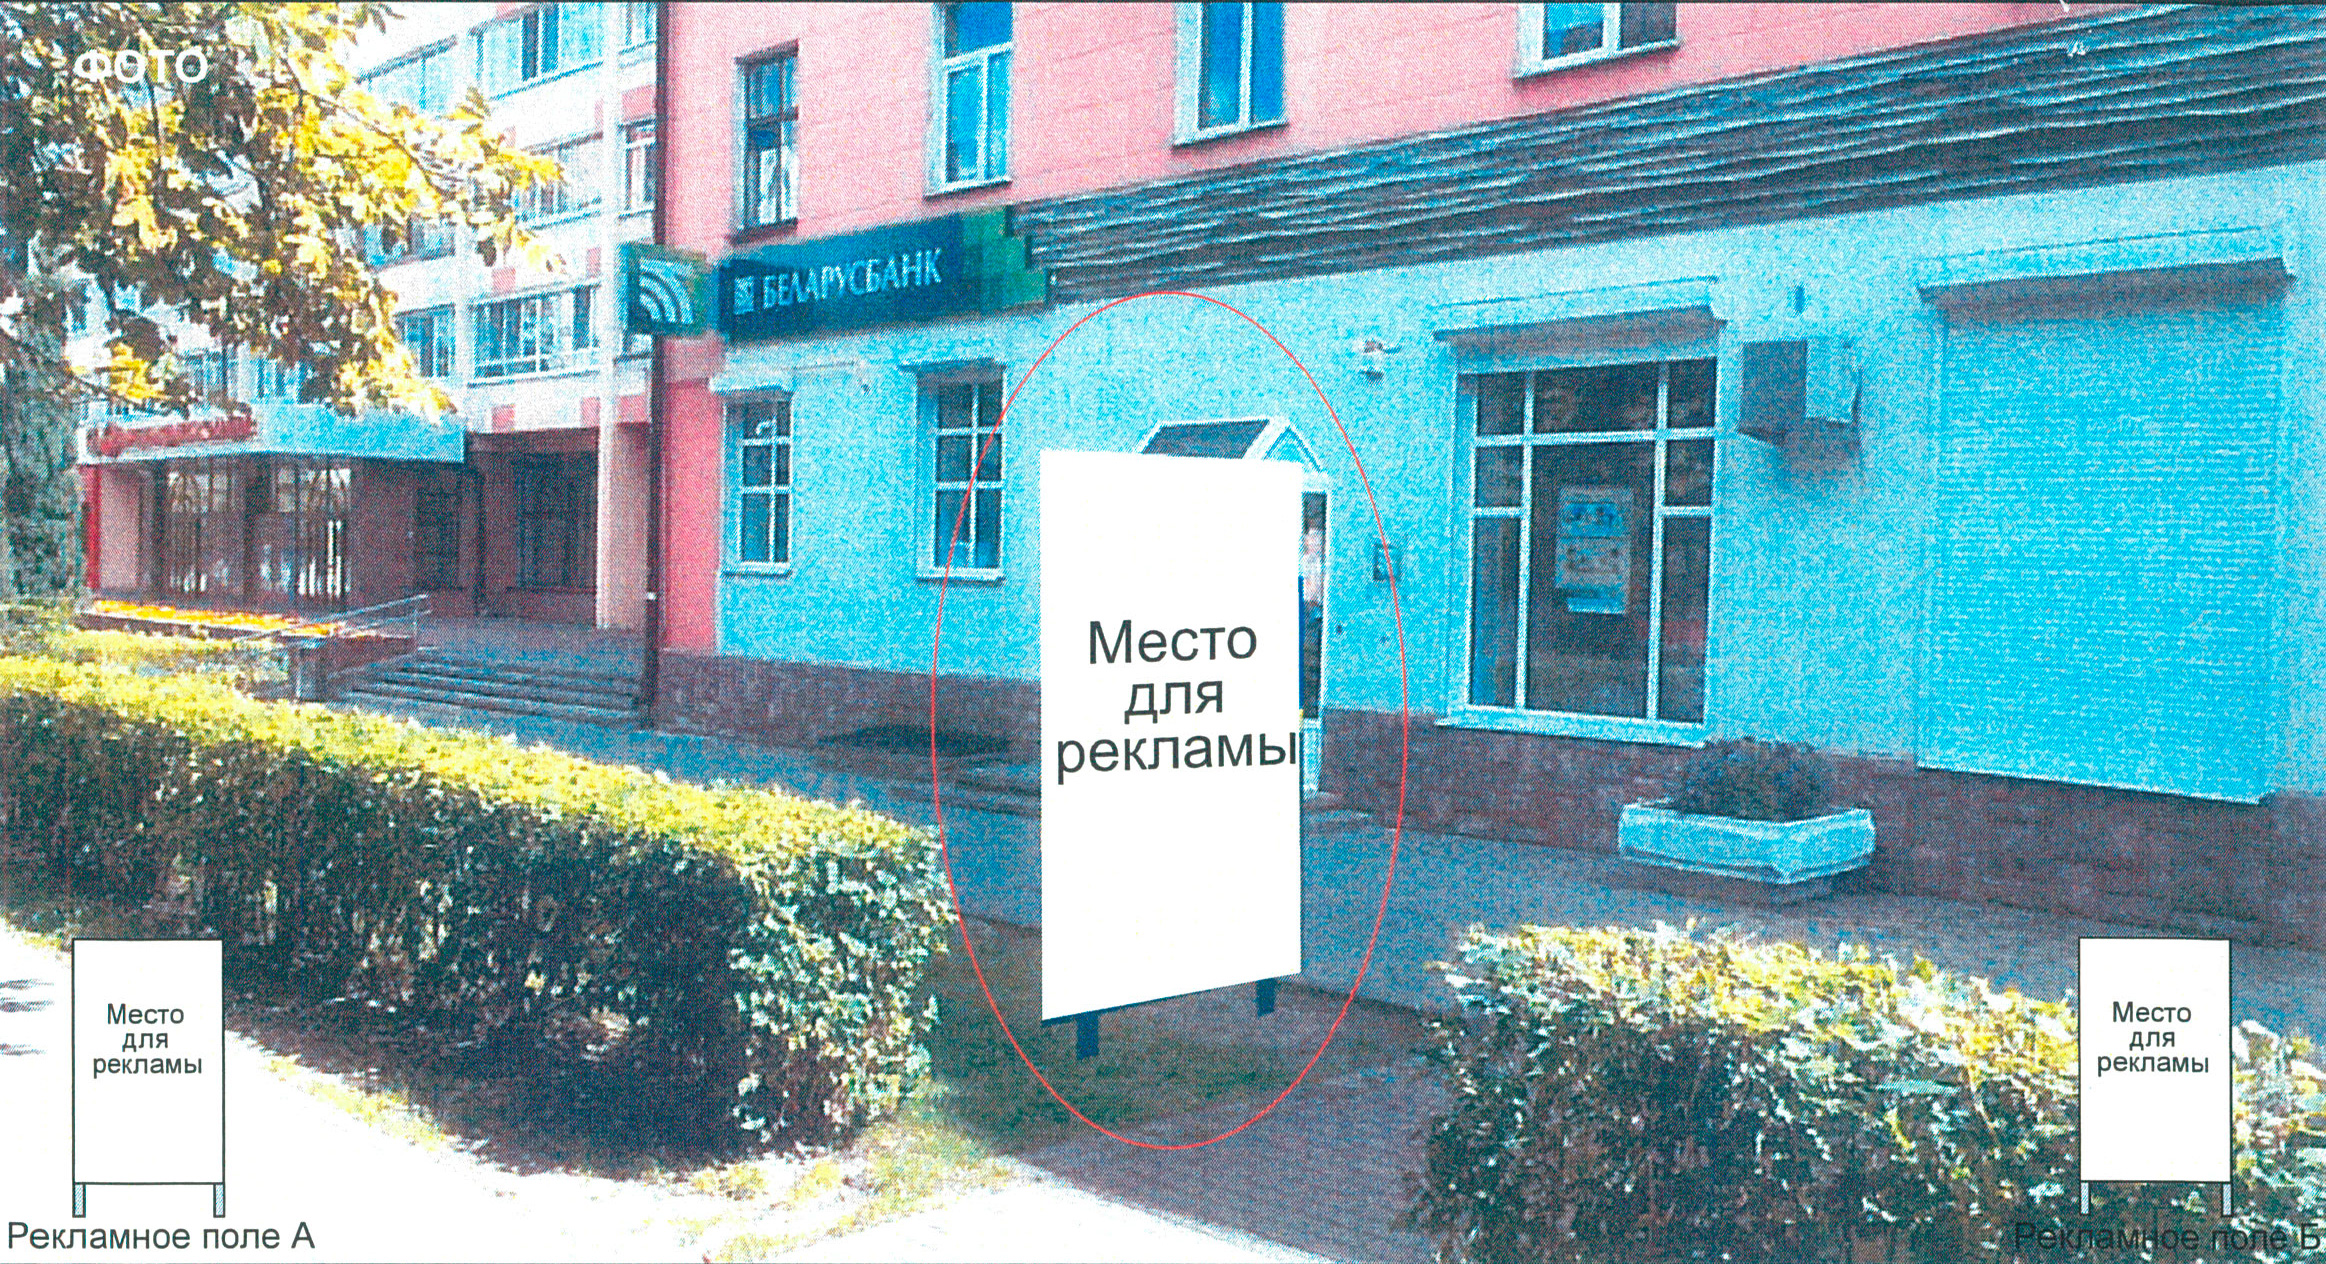 ФОТО
БЕЛАРУСБАНК
Место
для
рекламы
Место
для
рекламы
Рекламное поле А
Место
для
рекламы
Рекламное поле Б